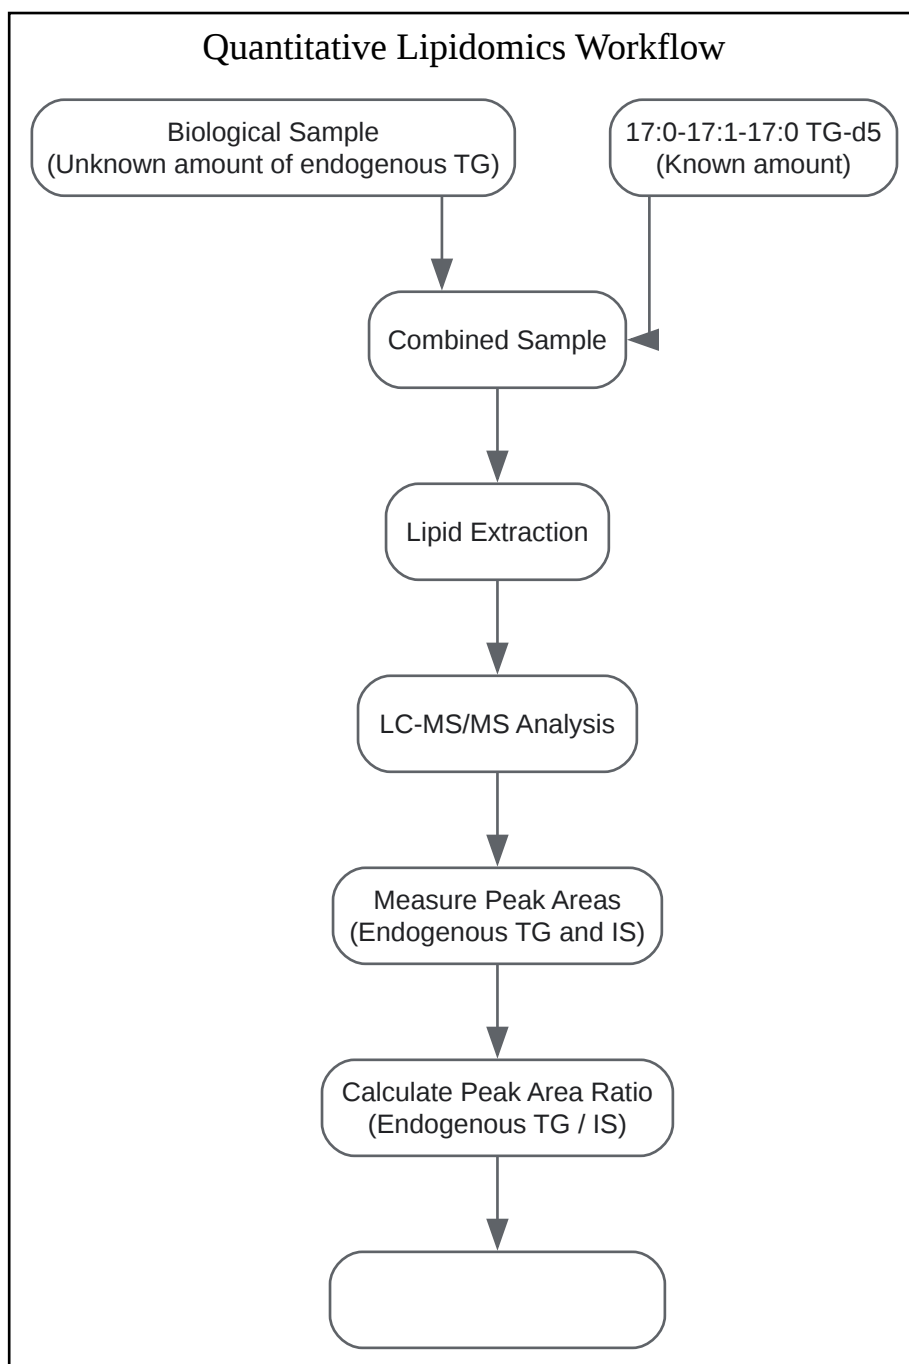 Quantitative Lipidomics Workflow
Biological Sample
(Unknown amount of endogenous TG)
17:0-17:1-17:0 TG-d5
(Known amount)
Combined Sample
Lipid Extraction
LC-MS/MS Analysis
Measure Peak Areas
(Endogenous TG and IS)
Calculate Peak Area Ratio
(Endogenous TG / IS)